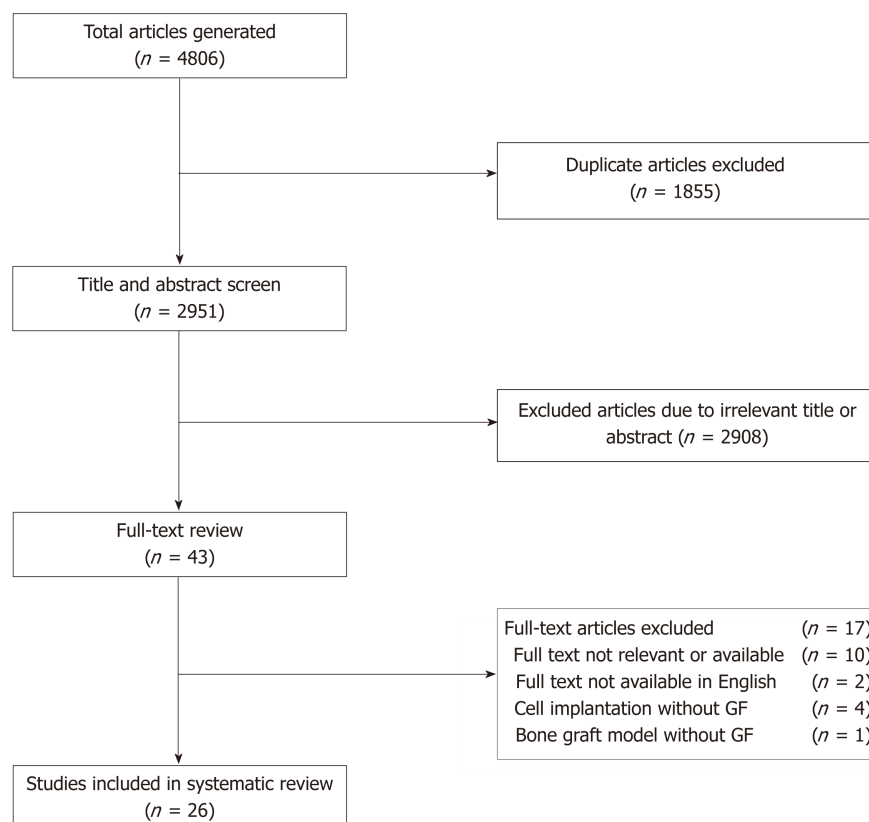 Total articles generated
(n = 4806)
Duplicate articles excluded
(n = 1855)
Title and abstract screen
(n = 2951)
Excluded articles due to irrelevant title or
abstract (n = 2908)
Full-text review
(n = 43)
Full-text articles excluded (n = 17)
Full text not relevant or available (n = 10)
Full text not available in English (n = 2)
Cell implantation without GF (n = 4)
Bone graft model without GF (n = 1)
Studies included in systematic review
(n = 26)